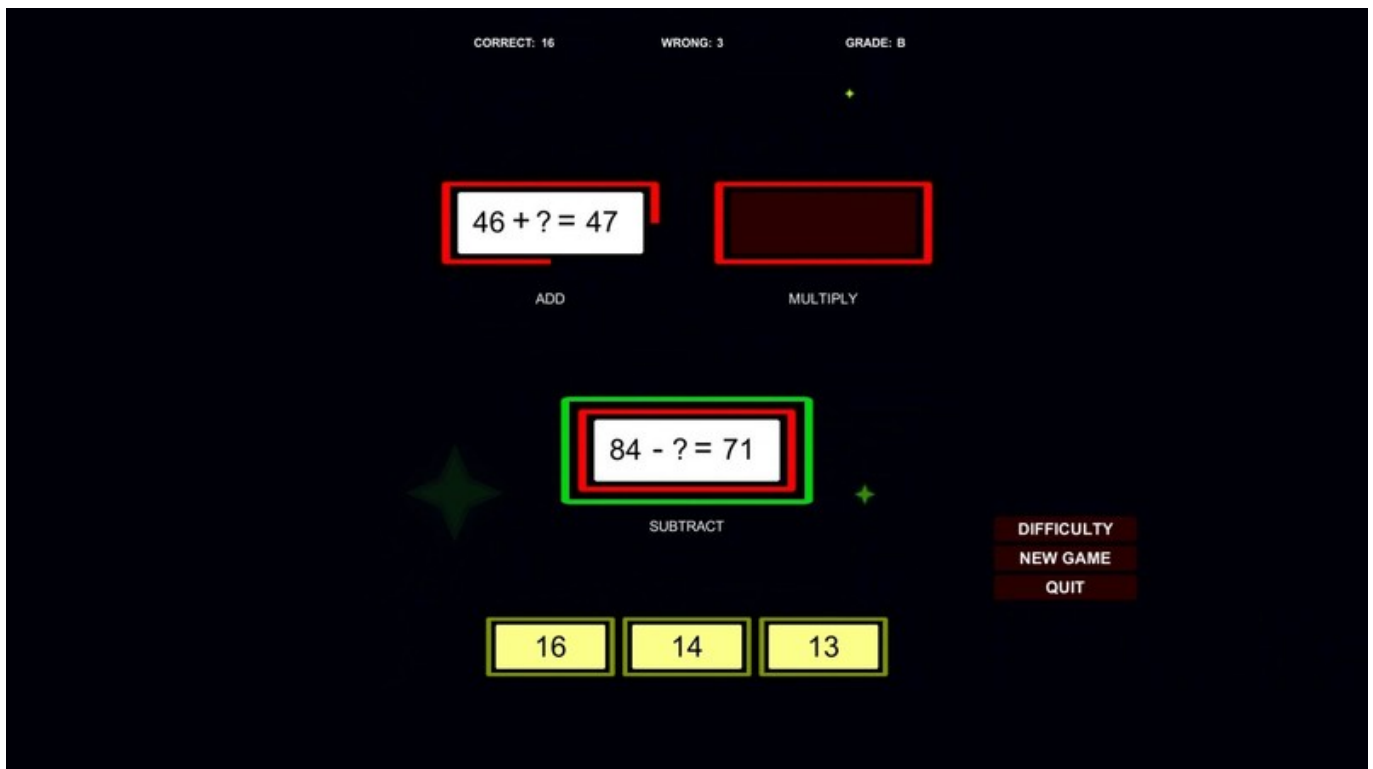 CORRECT: 16 WRONG: 3 GRADE: B
46 + ? = 47
ADD MULTIPLY
84 - ? = 71
SUBTRACT
DIFFICULTY
NEW GAME
QUIT
16 14 13